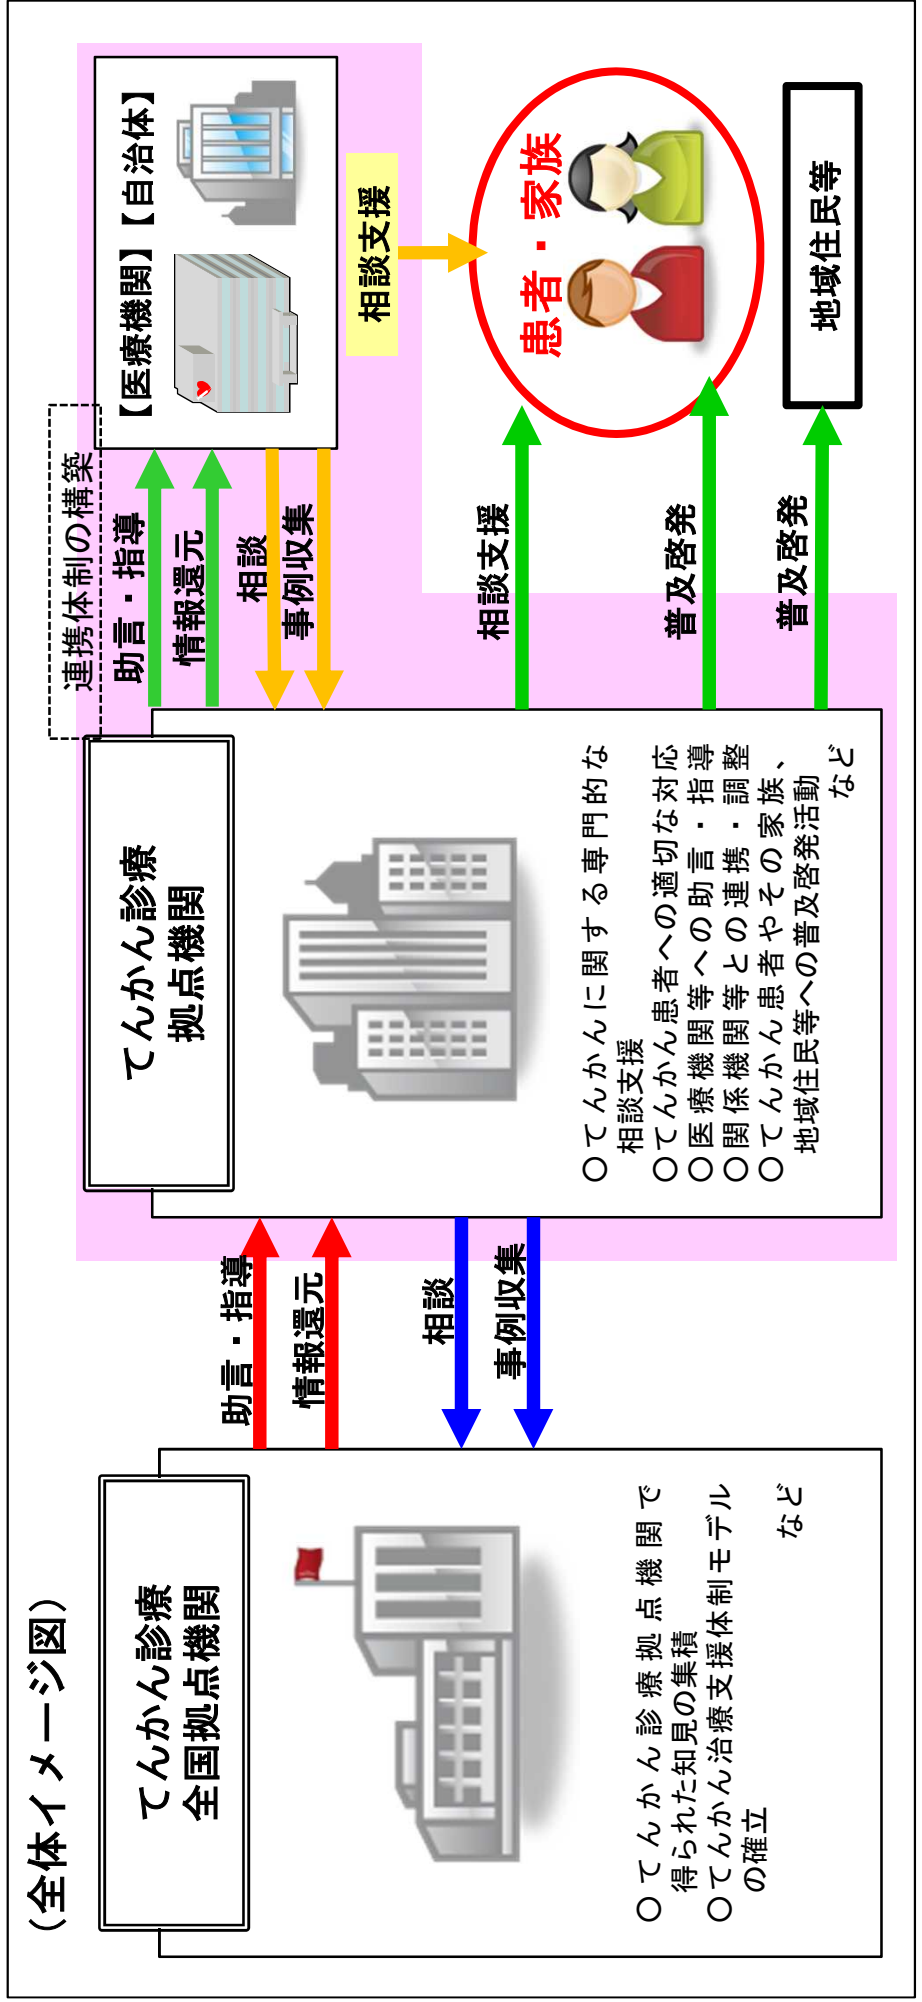 （全体イメージ図）
てんかん診療
全国拠点機関
○てんかん診療拠点機関で
得られた知見の集積
○てんかん治療支援体制モデル
の確立
など
助言・指導
情報還元
相談
事例収集
てんかん診療
拠点機関
○てんかんに関する専門的な
相談支援
○てんかん患者への適切な対応
○医療機関等への助言・指導
○関係機関等との連携・調整
○てんかん患者やその家族、
地域住民等への普及啓発活動
など
連携体制の構築
助言・指導
情報還元
相談
事例収集
相談支援
普及啓発
普及啓発
【医療機関】【自治体】
相談支援
患者・家族
地域住民等